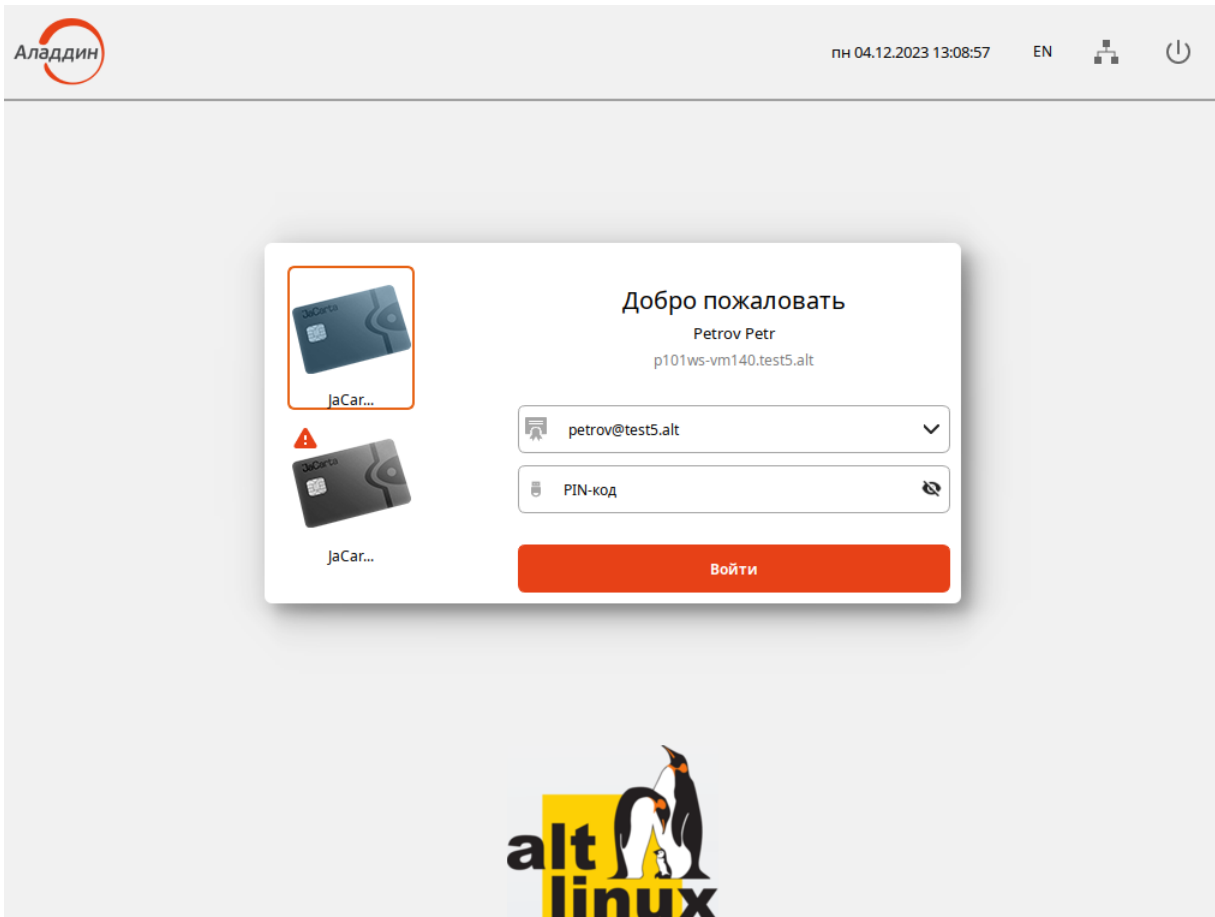 Аладдин
пн 04.12.2023 13:08:57
EN
JaCarta
JaCar...
JaCarta
JaCar...
Добро пожаловать
Petrov Petr
p101ws-vm140.test5.alt
petrov@test5.alt
PIN-код
Войти
alt
linux